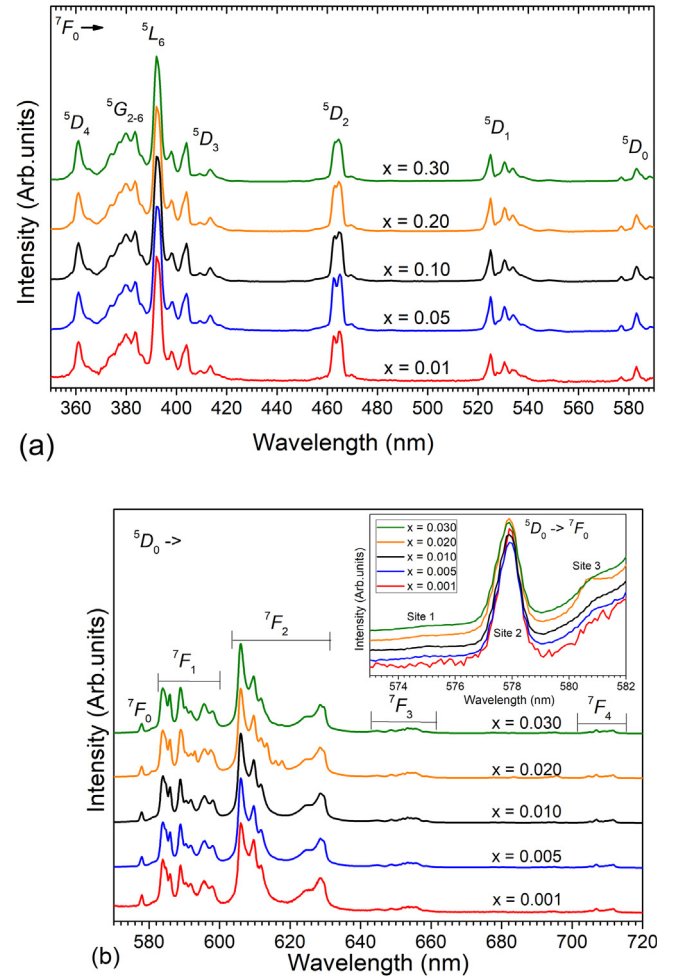 ⁷F₀ →
⁵L₆
⁵D₄
⁵G₂₋₆
⁵D₃
⁵D₂
⁵D₁
⁵D₀
x = 0.30
x = 0.20
x = 0.10
x = 0.05
x = 0.01
Intensity (Arb.units)
360 380 400 420 440 460 480 500 520 540 560 580
Wavelength (nm)
(a)
⁵D₀ ->
⁷F₀
⁷F₁
⁷F₂
⁷F₃
⁷F₄
x = 0.030
x = 0.020
x = 0.010
x = 0.005
x = 0.001
⁵D₀ -> ⁷F₀
Site 1
Site 2
Site 3
Intensity (Arb.units)
574 576 578 580 582
Wavelength (nm)
x = 0.030
x = 0.020
x = 0.010
x = 0.005
x = 0.001
Intensity (Arb.units)
580 600 620 640 660 680 700 720
Wavelength (nm)
(b)